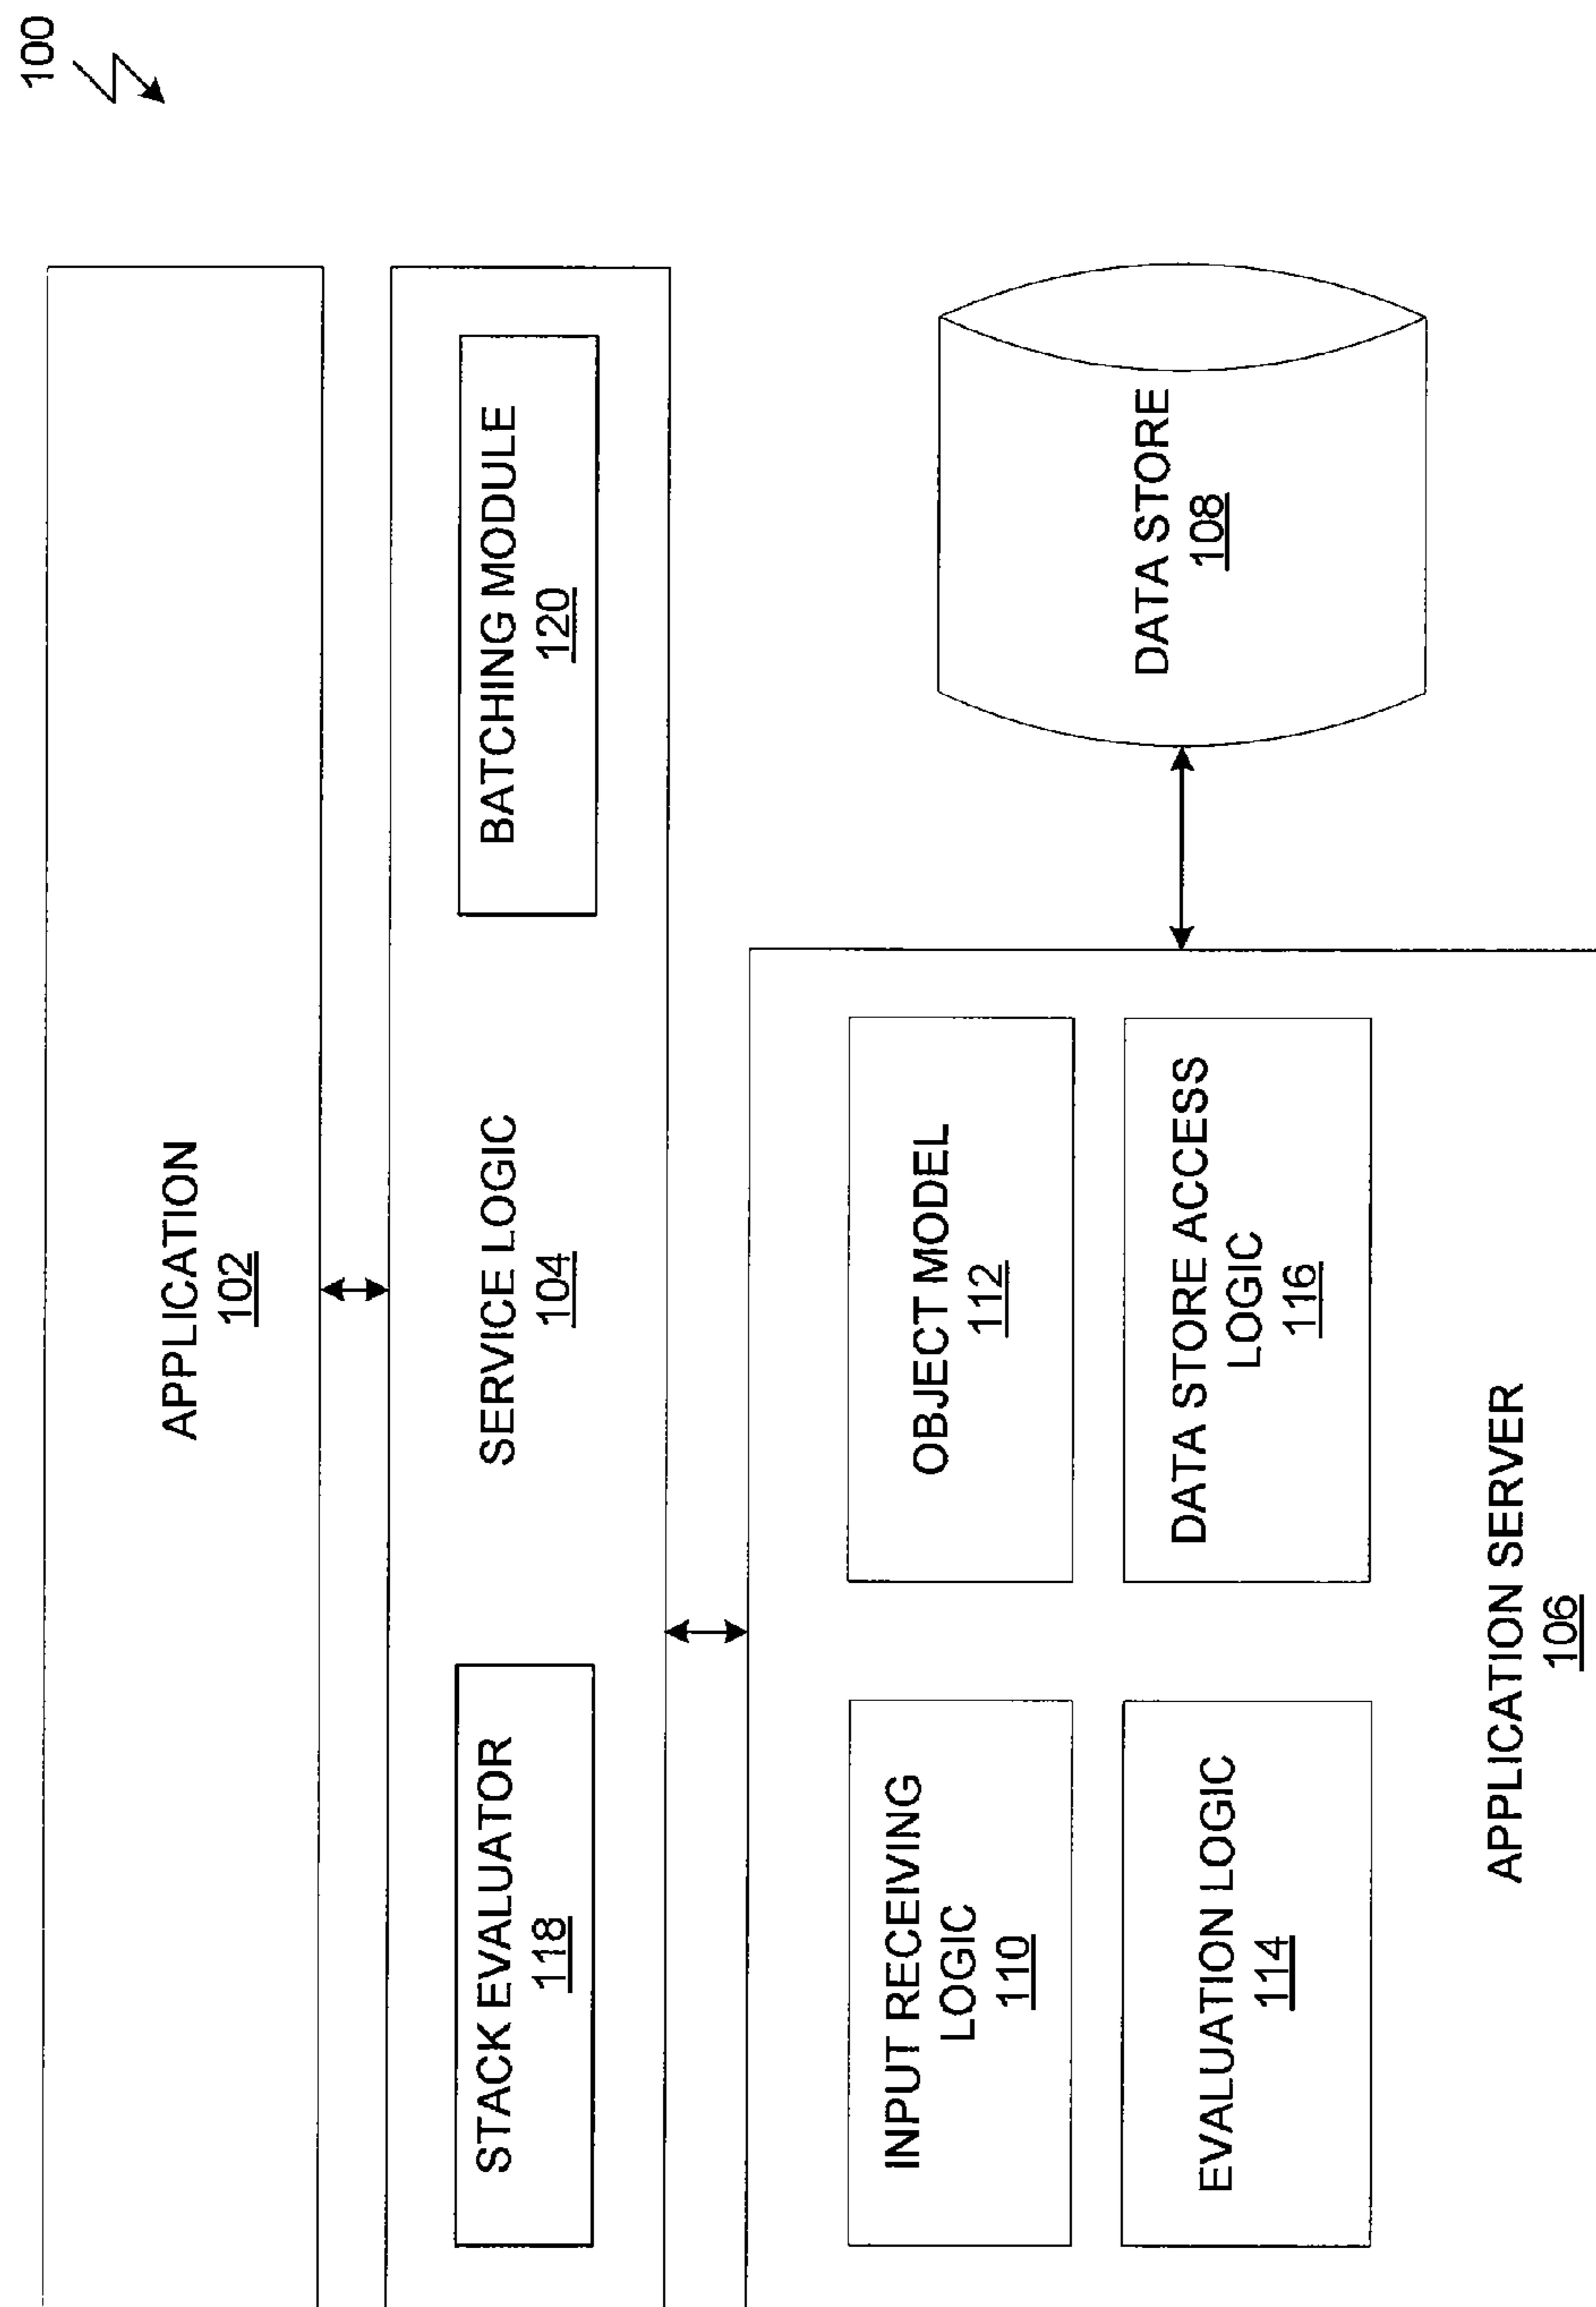 100
APPLICATION
102
STACK EVALUATOR
118
SERVICE LOGIC
104
BATCHING MODULE
120
INPUT RECEIVING
LOGIC
110
OBJECT MODEL
112
EVALUATION LOGIC
114
DATA STORE ACCESS
LOGIC
116
APPLICATION SERVER
106
DATA STORE
108